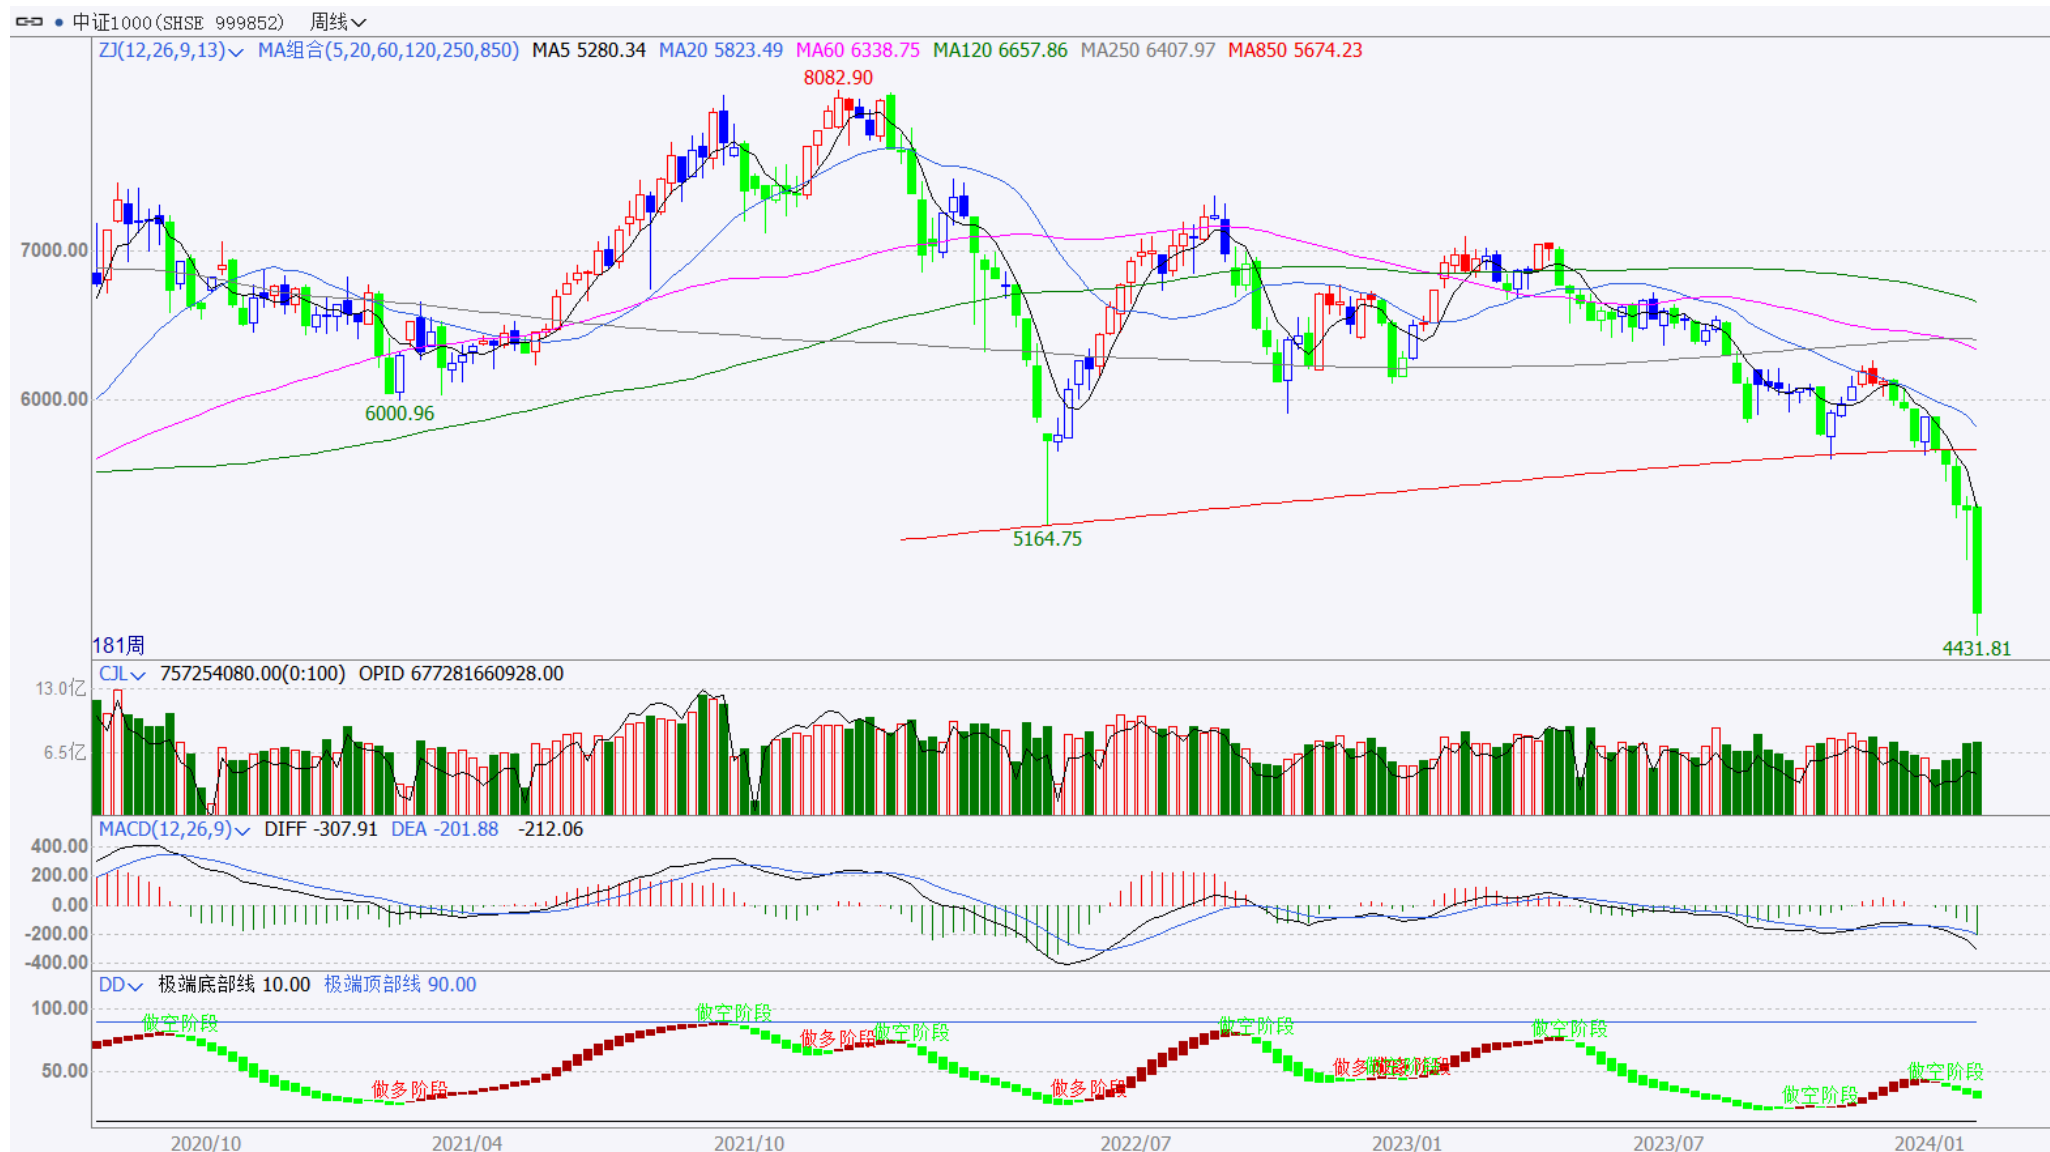 中证1000(SHSE 999852) 周线
ZJ(12,26,9,13) MA组合(5,20,60,120,250,850) MA5 5280.34 MA20 5823.49 MA60 6338.75 MA120 6657.86 MA250 6407.97 MA850 5674.23
8082.90
7000.00
6000.00
6000.96
5164.75
181周
4431.81
CJL 757254080.00(0:100) OPID 677281660928.00
13.0亿
6.5亿
MACD(12,26,9) DIFF -307.91 DEA -201.88 -212.06
400.00
200.00
0.00
-200.00
-400.00
DD 极端底部线 10.00 极端顶部线 90.00
100.00
做空阶段 做空阶段 做多阶段 做空阶段 做空阶段 做空阶段
50.00
做多阶段 做多阶段 做多 阶段 做空阶段 做空阶段
2020/10 2021/04 2021/10 2022/07 2023/01 2023/07 2024/01